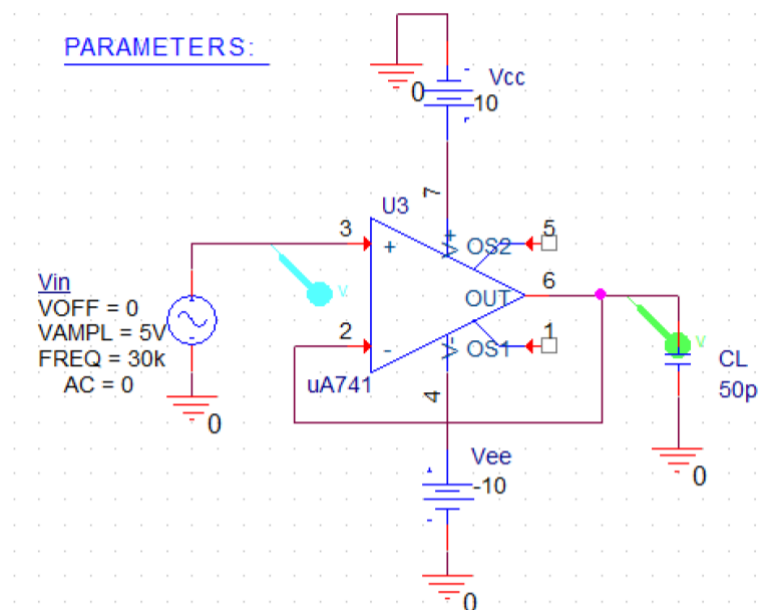 PARAMETERS:
0
Vcc
10
7
U3
3
+
V+
OS2
5
Vin
VOFF = 0
VAMPL = 5V
FREQ = 30k
AC = 0
0
V
OUT
6
2
-
V-
OS1
1
uA741
4
V
CL
50p
0
Vee
-10
0